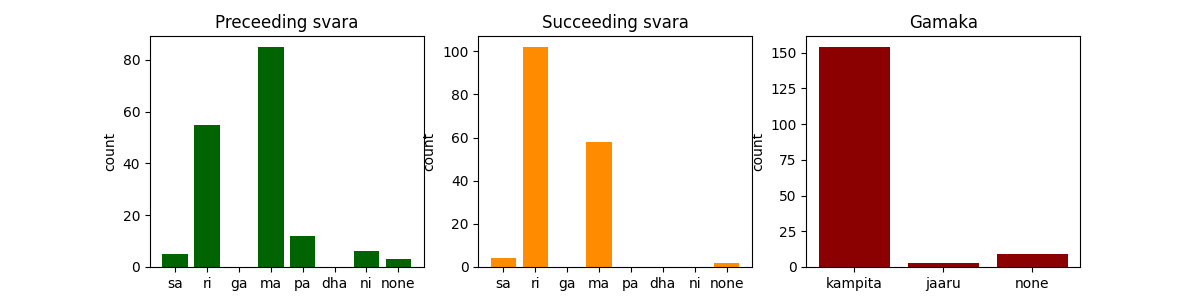 Preceeding svara
count
80
60
40
20
0
sa ri ga ma pa dha ni none
Succeeding svara
count
100
80
60
40
20
0
sa ri ga ma pa dha ni none
Gamaka
count
150
125
100
75
50
25
0
kampita jaaru none